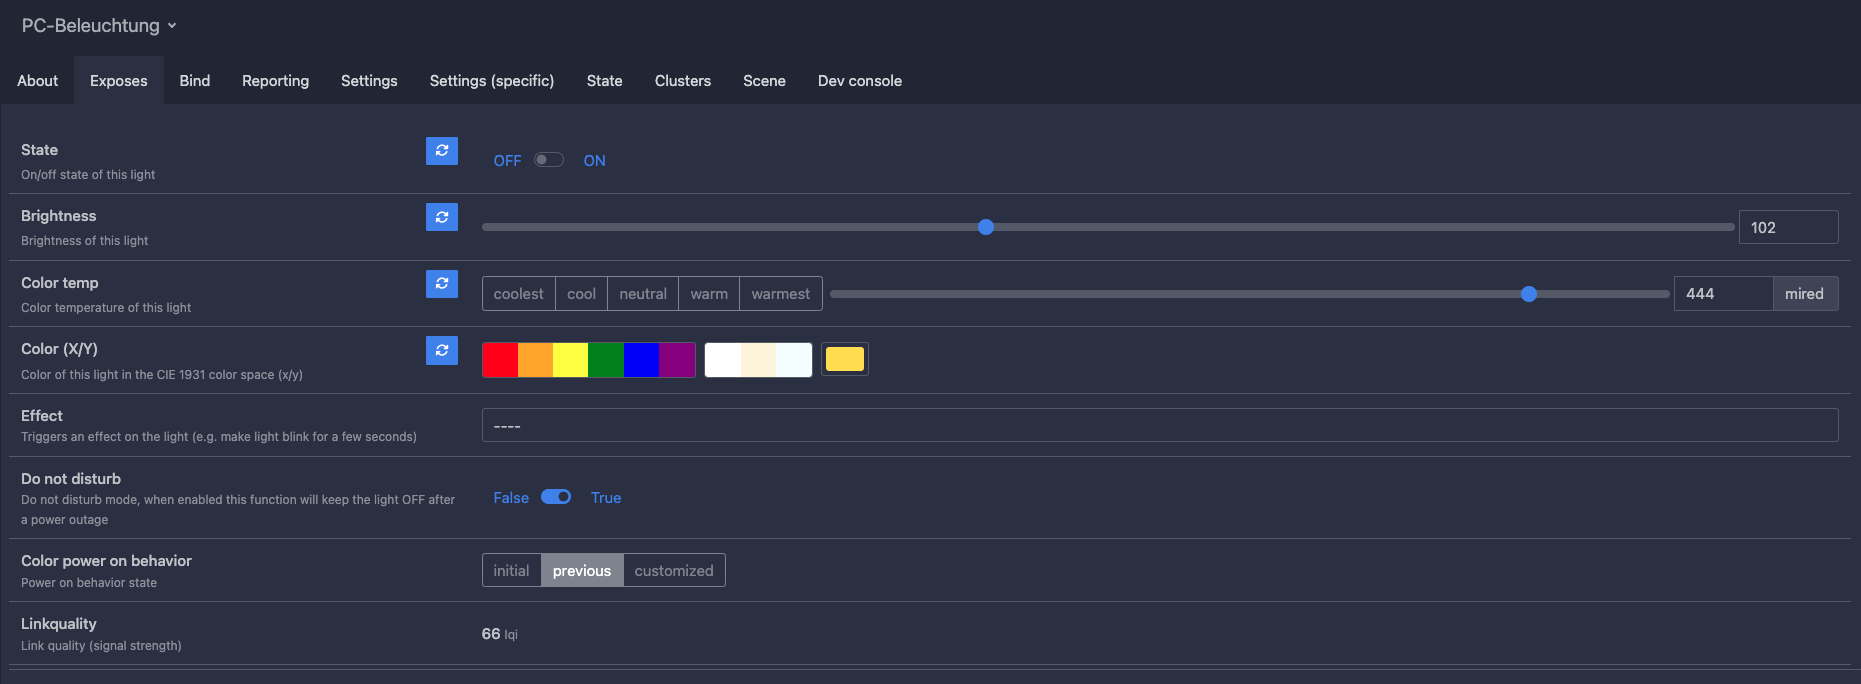 PC-Beleuchtung
About Exposes Bind Reporting Settings Settings (specific) State Clusters Scene Dev console
State
On/off state of this light
OFF ON
Brightness
Brightness of this light
102
Color temp
Color temperature of this light
coolest cool neutral warm warmest
444 mired
Color (X/Y)
Color of this light in the CIE 1931 color space (x/y)
Effect
Triggers an effect on the light (e.g. make light blink for a few seconds)
----
Do not disturb
Do not disturb mode, when enabled this function will keep the light OFF after
a power outage
False True
Color power on behavior
Power on behavior state
initial previous customized
Linkquality
Link quality (signal strength)
66 lqi